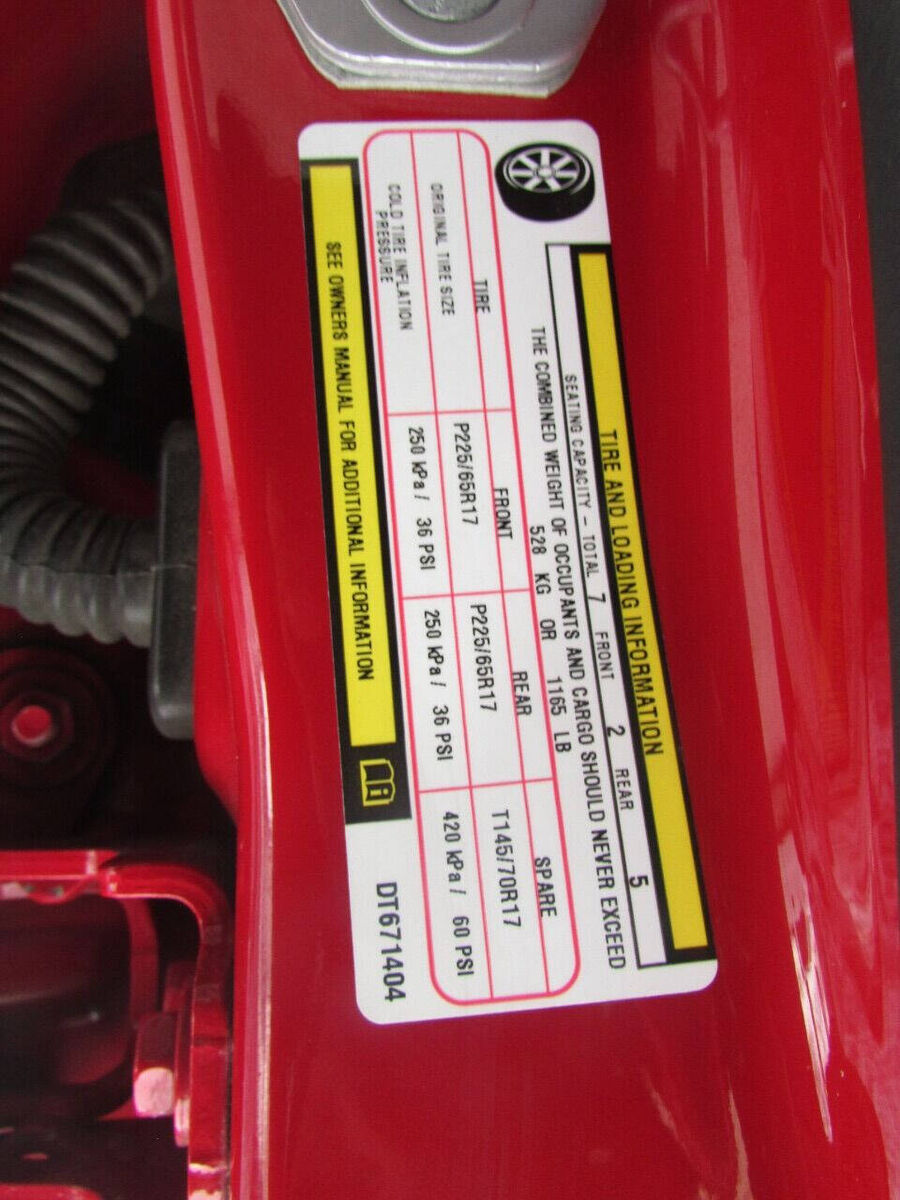 TIRE AND LOADING INFORMATION
SEATING CAPACITY - TOTAL 7 FRONT 2 REAR 5
THE COMBINED WEIGHT OF OCCUPANTS AND CARGO SHOULD NEVER EXCEED
528 KG OR 1165 LB
TIRE FRONT REAR SPARE
ORIGINAL TIRE SIZE P225/65R17 P225/65R17 T145/70R17
COLD TIRE INFLATION
PRESSURE 250 kPa / 36 PSI 250 kPa / 36 PSI 420 kPa / 60 PSI
SEE OWNERS MANUAL FOR ADDITIONAL INFORMATION
DT671404